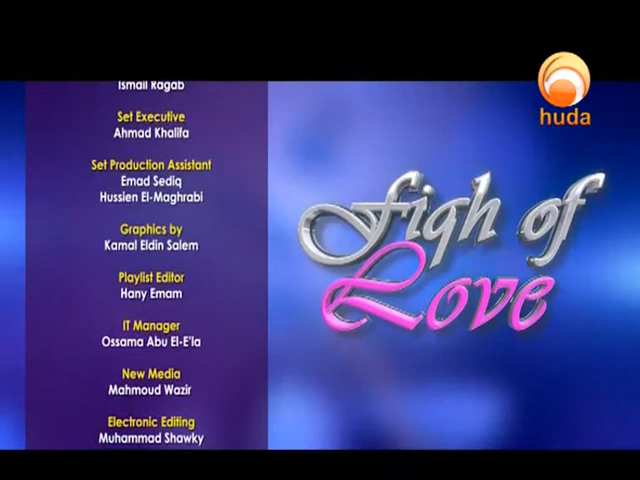 Ismail Ragab
Set Executive
Ahmad Khalifa
Set Production Assistant
Emad Sediq
Hussien El-Maghrabi
Graphics by
Kamal Eldin Salem
Playlist Editor
Hany Emam
IT Manager
Ossama Abu El-E'la
New Media
Mahmoud Wazir
Electronic Editing
Muhammad Shawky
Fiqh of
Love
huda